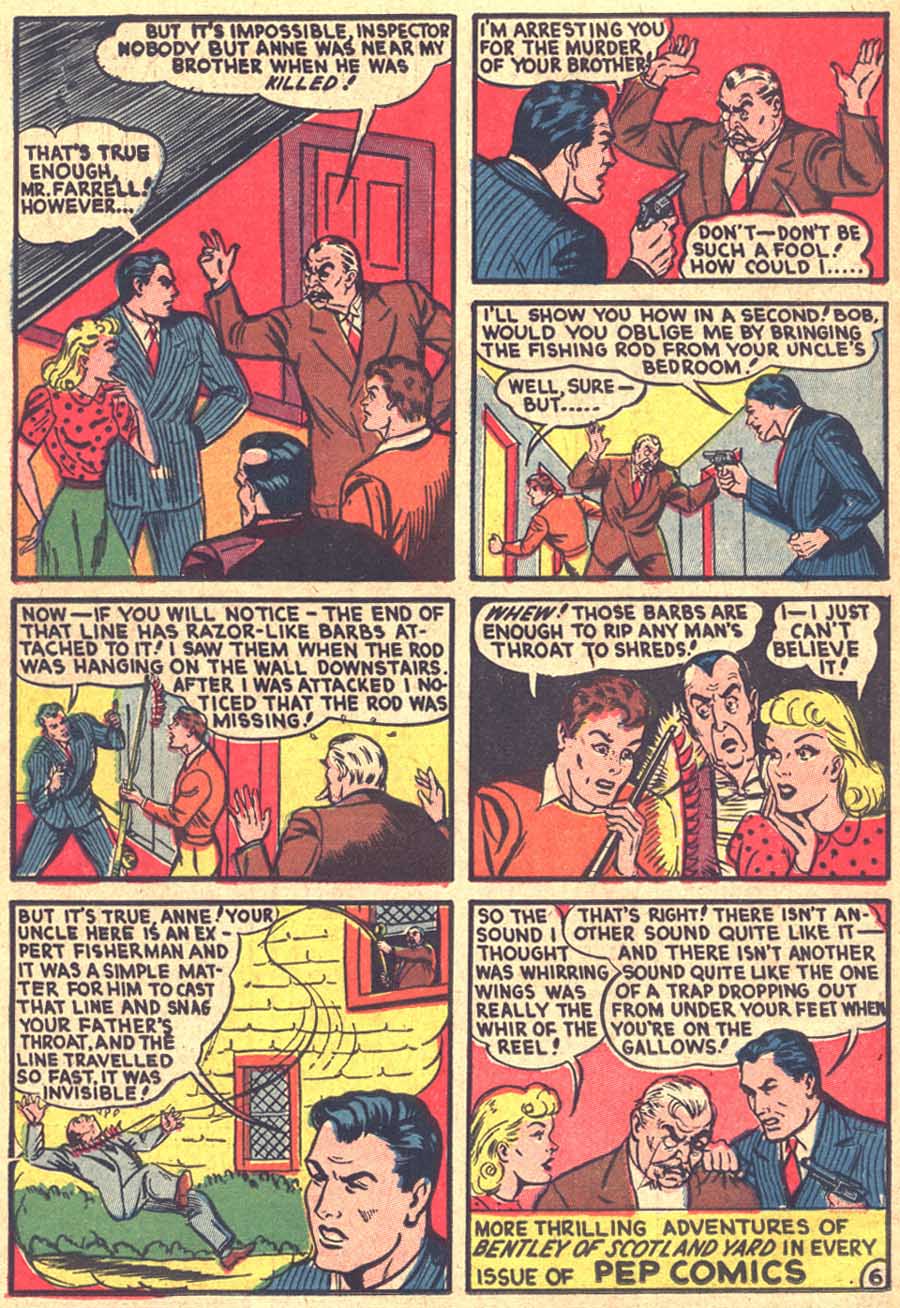 BUT IT'S IMPOSSIBLE, INSPECTOR
NOBODY BUT ANNE WAS NEAR MY
BROTHER WHEN HE WAS
KILLED!
THAT'S TRUE
ENOUGH,
MR. FARRELL!
HOWEVER...
I'M ARRESTING YOU
FOR THE MURDER
OF YOUR BROTHER!
DON'T—DON'T BE
SUCH A FOOL!
HOW COULD I.....
I'LL SHOW YOU HOW IN A SECOND! BOB,
WOULD YOU OBLIGE ME BY BRINGING
THE FISHING ROD FROM YOUR UNCLE'S
BEDROOM!
WELL, SURE—
BUT.....
NOW—IF YOU WILL NOTICE - THE END OF
THAT LINE HAS RAZOR-LIKE BARBS AT-
TACHED TO IT! I SAW THEM WHEN THE ROD
WAS HANGING ON THE WALL DOWNSTAIRS.
AFTER I WAS ATTACKED I NO-
TICED THAT THE ROD WAS
MISSING!
WHEW! THOSE BARBS ARE
ENOUGH TO RIP ANY MAN'S
THROAT TO SHREDS!
I—I JUST
CAN'T
BELIEVE
IT!
BUT IT'S TRUE, ANNE! YOUR
UNCLE HERE IS AN EX-
PERT FISHERMAN AND
IT WAS A SIMPLE MAT-
TER FOR HIM TO CAST
THAT LINE AND SNAG
YOUR FATHER'S
THROAT, AND THE
LINE TRAVELLED
SO FAST, IT WAS
INVISIBLE!
SO THE
SOUND I
THOUGHT
WAS WHIRRING
WINGS WAS
REALLY THE
WHIR OF THE
REEL!
THAT'S RIGHT! THERE ISN'T AN-
OTHER SOUND QUITE LIKE IT—
AND THERE ISN'T ANOTHER
SOUND QUITE LIKE THE ONE
OF A TRAP DROPPING OUT
FROM UNDER YOUR FEET WHEN
YOU'RE ON THE
GALLOWS!
MORE THRILLING ADVENTURES OF
BENTLEY OF SCOTLAND YARD IN EVERY
ISSUE OF PEP COMICS
6